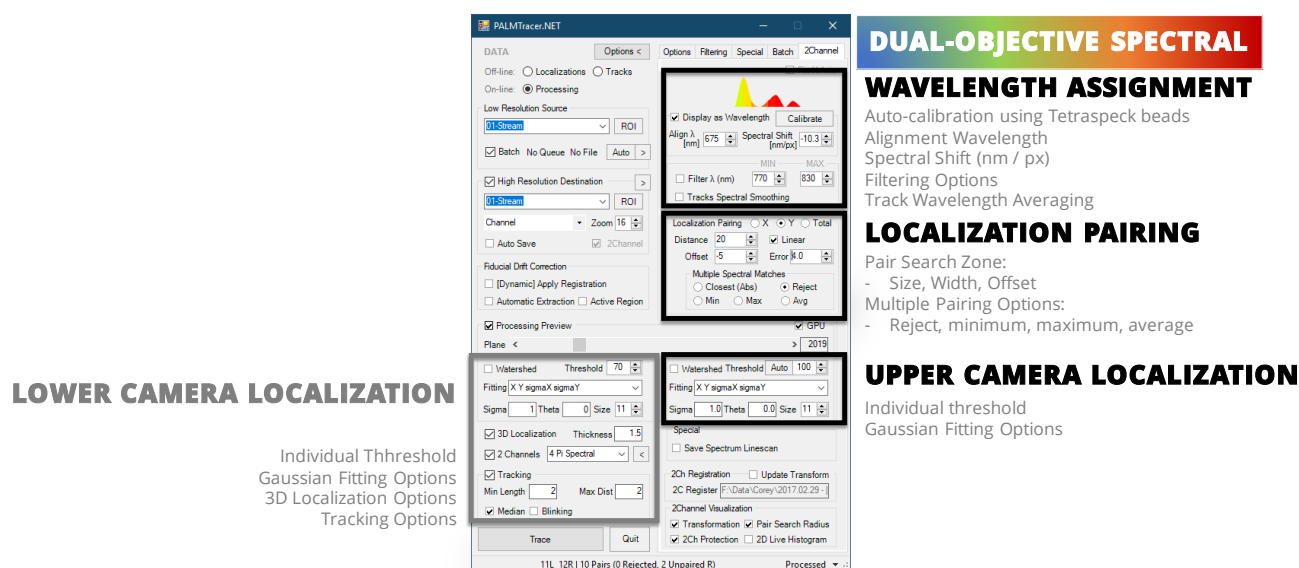 PALMTracer.NET
DATA
Options <
Off-line: Localizations Tracks
On-line: Processing
Low Resolution Source
01-Stream ROI
Batch No Queue No File Auto >
High Resolution Destination >
01-Stream ROI
Channel Zoom 16
Auto Save 2Channel
Fiducial Drift Correction
[Dynamic] Apply Registration
Automatic Extraction Active Region
Processing Preview GPU
Plane < > 2019
Watershed Threshold 70
Fitting X Y sigmaX sigmaY
Sigma 1 Theta 0 Size 11
3D Localization Thickness 1.5
2 Channels 4 Pi Spectral <
Tracking
Min Length 2 Max Dist 2
Median Blinking
Trace Quit
Options Filtering Special Batch 2Channel
Display as Wavelength Calibrate
Align λ [nm] 675 Spectral Shift [nm/px] -10.3
MIN MAX
Filter λ (nm) 770 830
Tracks Spectral Smoothing
Localization Pairing X Y Total
Distance 20 Linear
Offset -5 Error 4.0
Multiple Spectral Matches
Closest (Abs) Reject
Min Max Avg
Watershed Threshold Auto 100
Fitting X Y sigmaX sigmaY
Sigma 1.0 Theta 0.0 Size 11
Special
Save Spectrum Linescan
2Ch Registration Update Transform
2C Register F:\Data\Corey\2017.02.29 -
2Channel Visualization
Transformation Pair Search Radius
2Ch Protection 2D Live Histogram
11L 12R | 10 Pairs (0 Rejected, 2 Unpaired R) Processed
DUAL-OBJECTIVE SPECTRAL
WAVELENGTH ASSIGNMENT
Auto-calibration using Tetraspeck beads
Alignment Wavelength
Spectral Shift (nm / px)
Filtering Options
Track Wavelength Averaging
LOCALIZATION PAIRING
Pair Search Zone:
- Size, Width, Offset
Multiple Pairing Options:
- Reject, minimum, maximum, average
UPPER CAMERA LOCALIZATION
Individual threshold
Gaussian Fitting Options
LOWER CAMERA LOCALIZATION
Individual Thhreshold
Gaussian Fitting Options
3D Localization Options
Tracking Options